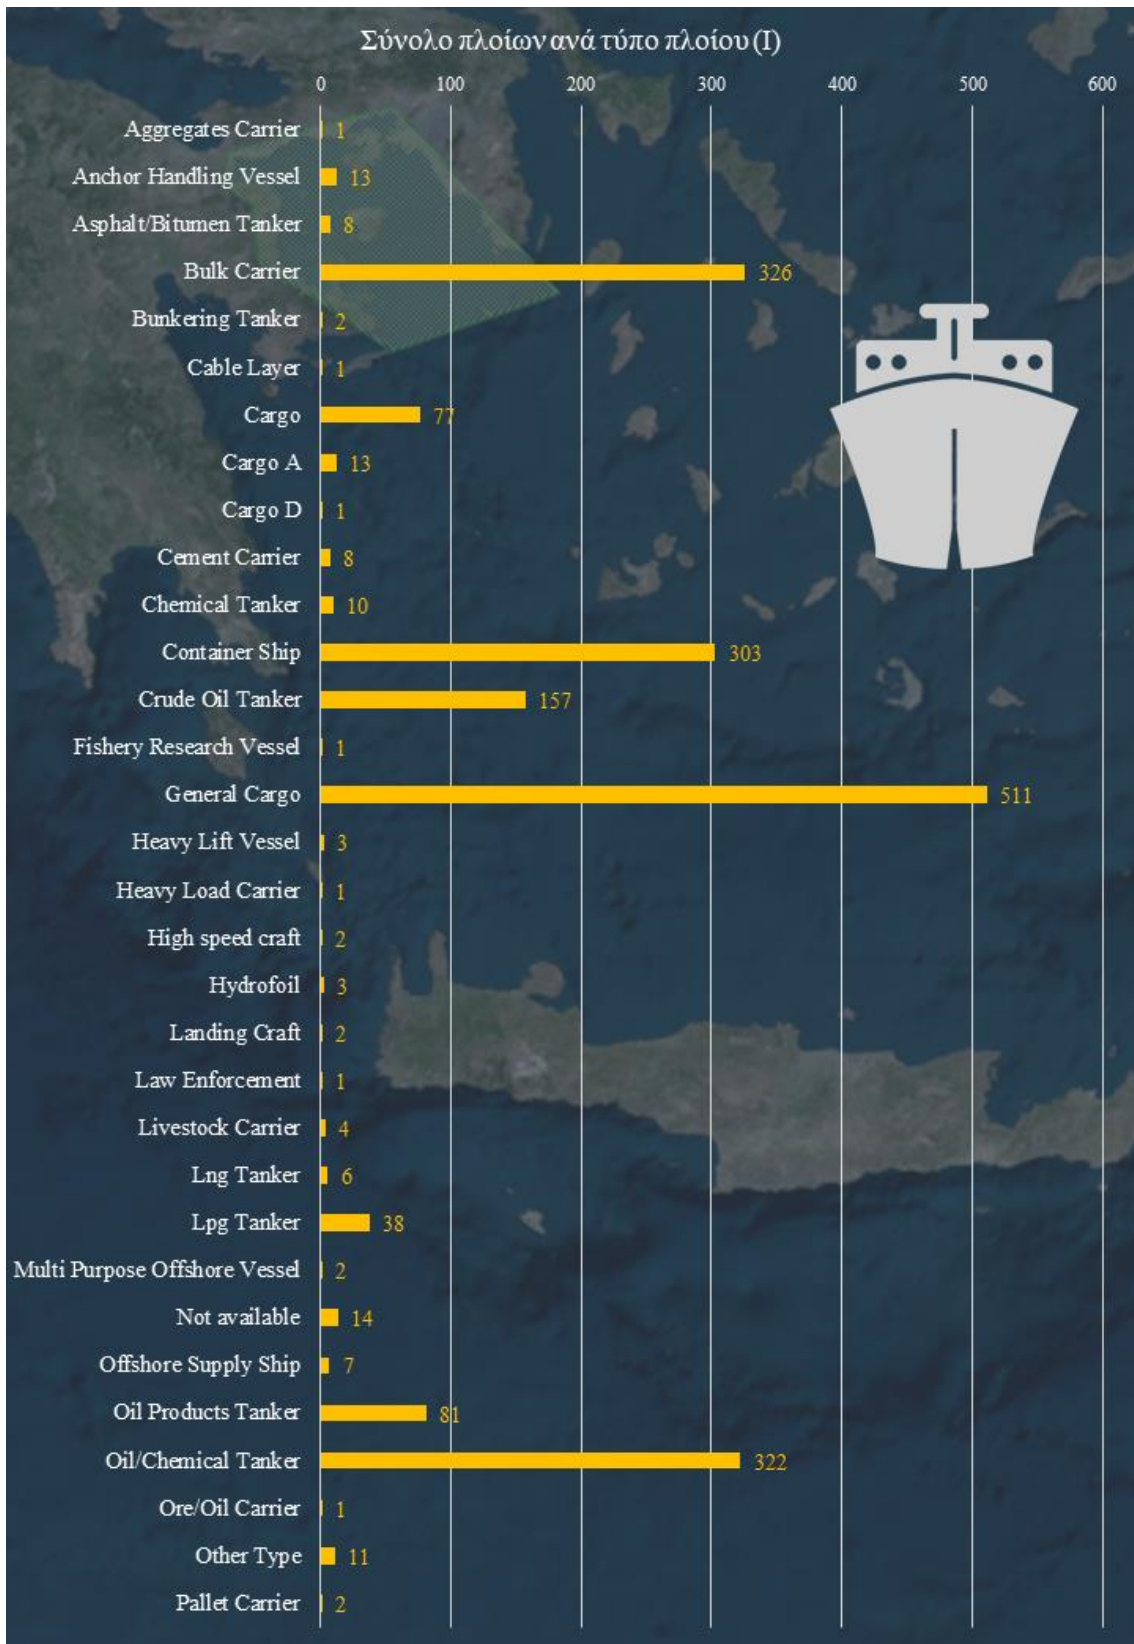 Σύνολο πλοίων ανά τύπο πλοίου (Ι)
0 100 200 300 400 500 600
Aggregates Carrier 1
Anchor Handling Vessel 13
Asphalt/Bitumen Tanker 8
Bulk Carrier 326
Bunkering Tanker 2
Cable Layer 1
Cargo 77
Cargo A 13
Cargo D 1
Cement Carrier 8
Chemical Tanker 10
Container Ship 303
Crude Oil Tanker 157
Fishery Research Vessel 1
General Cargo 511
Heavy Lift Vessel 3
Heavy Load Carrier 1
High speed craft 2
Hydrofoil 3
Landing Craft 2
Law Enforcement 1
Livestock Carrier 4
Lng Tanker 6
Lpg Tanker 38
Multi Purpose Offshore Vessel 2
Not available 14
Offshore Supply Ship 7
Oil Products Tanker 81
Oil/Chemical Tanker 322
Ore/Oil Carrier 1
Other Type 11
Pallet Carrier 2